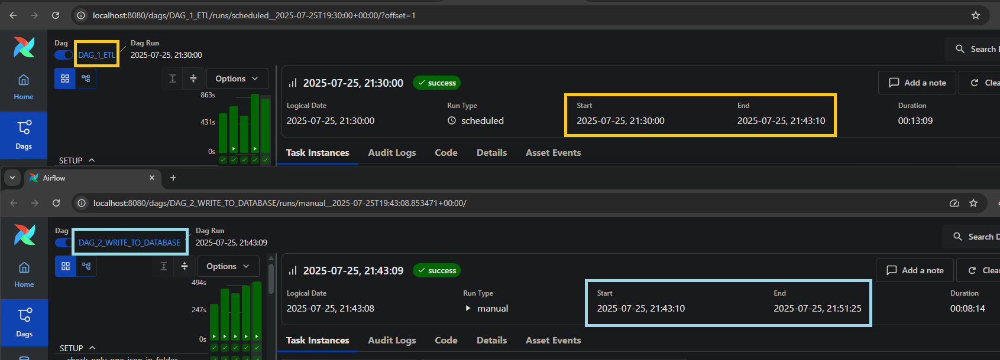 localhost:8080/dags/DAG_1_ETL/runs/scheduled__2025-07-25T19:30:00+00:00/?offset=1
Dag
DAG_1_ETL
Dag Run
2025-07-25, 21:30:00
Search
Home
Dags
Options
863s
431s
0s
SETUP
2025-07-25, 21:30:00
success
Add a note
Clea
Logical Date
2025-07-25, 21:30:00
Run Type
scheduled
Start
2025-07-25, 21:30:00
End
2025-07-25, 21:43:10
Duration
00:13:09
Task Instances
Audit Logs
Code
Details
Asset Events
Airflow
localhost:8080/dags/DAG_2_WRITE_TO_DATABASE/runs/manual__2025-07-25T19:43:08.853471+00:00/
Dag
DAG_2_WRITE_TO_DATABASE
Dag Run
2025-07-25, 21:43:09
Search D
Home
Dags
Options
494s
247s
0s
SETUP
check_only_one_json_in_folder
2025-07-25, 21:43:09
success
Add a note
Clear
Logical Date
2025-07-25, 21:43:08
Run Type
manual
Start
2025-07-25, 21:43:10
End
2025-07-25, 21:51:25
Duration
00:08:14
Task Instances
Audit Logs
Code
Details
Asset Events